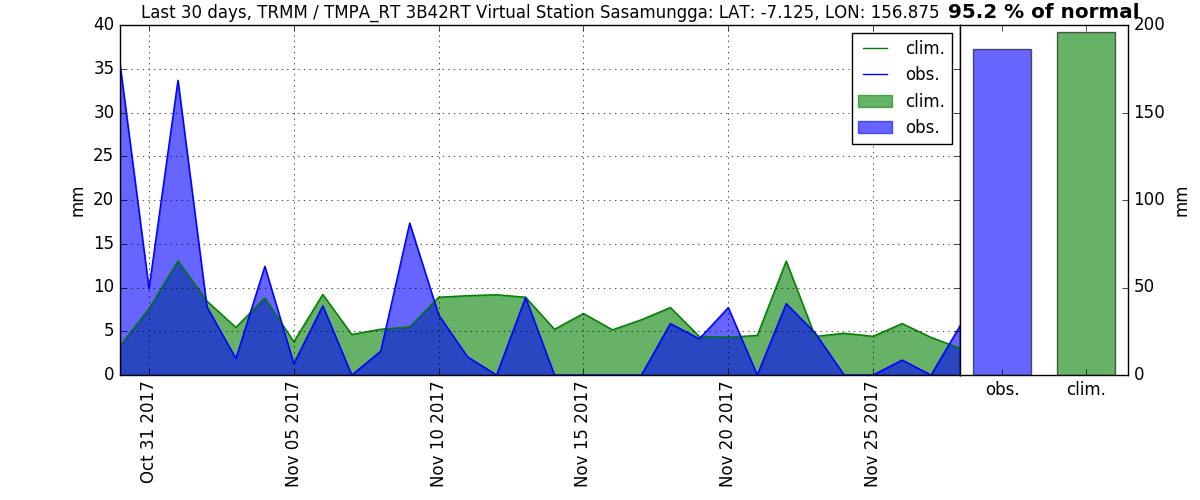 Last 30 days, TRMM / TMPA_RT 3B42RT Virtual Station Sasamungga: LAT: -7.125, LON: 156.875 95.2 % of normal
40
35
30
25
20
15
10
5
0
mm
clim.
obs.
clim.
obs.
200
150
100
50
0
mm
obs.
clim.
Oct 31 2017
Nov 05 2017
Nov 10 2017
Nov 15 2017
Nov 20 2017
Nov 25 2017